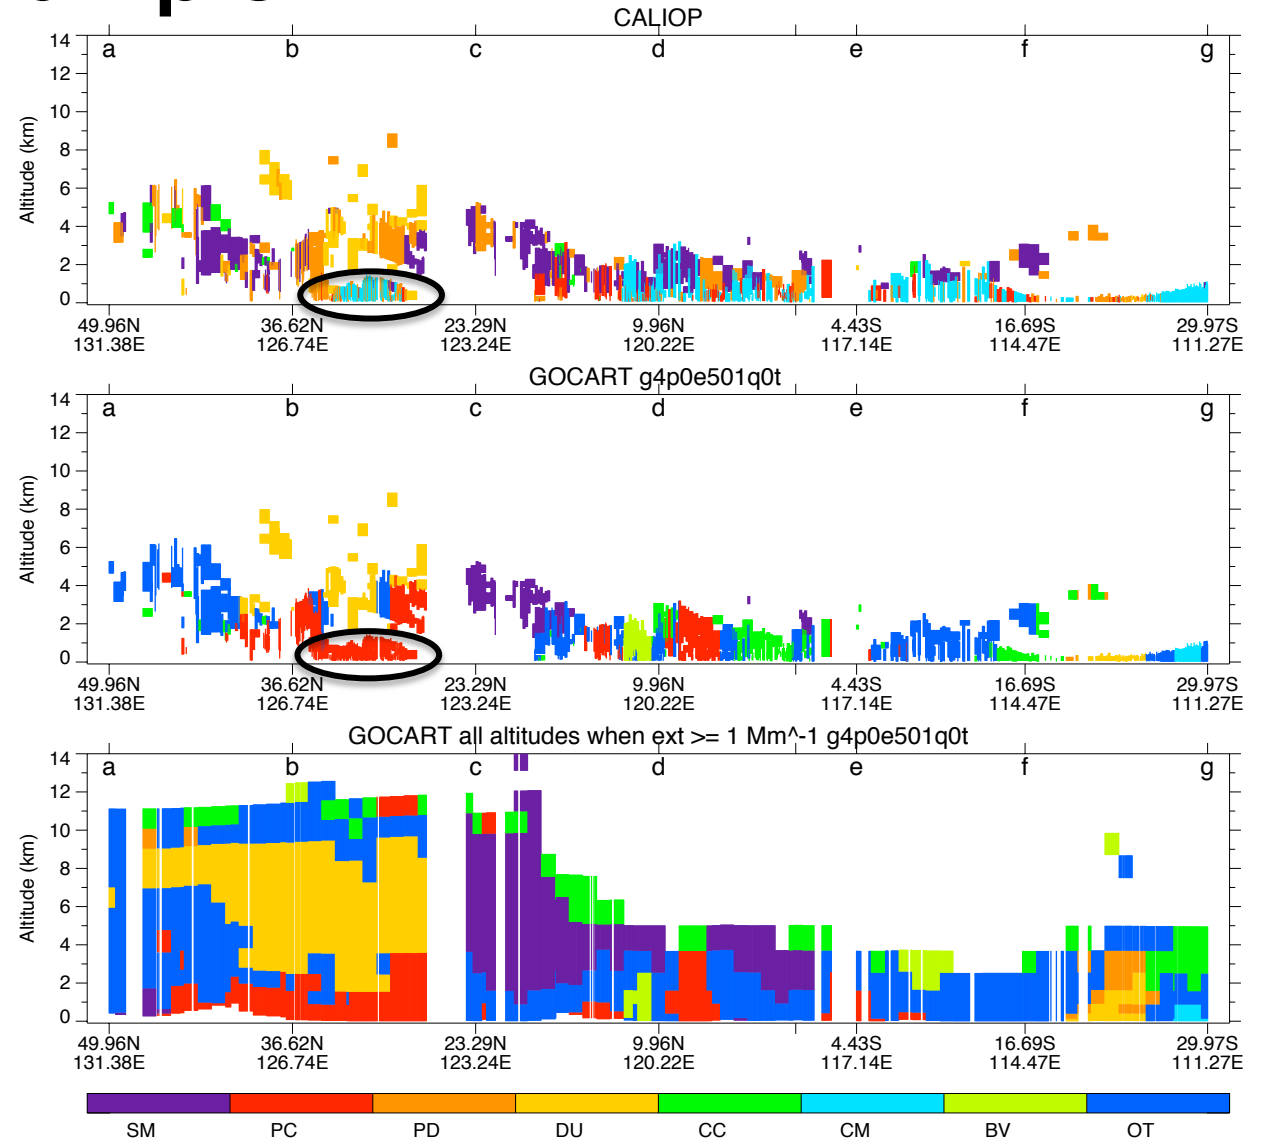 CALIOP
14
12
10
8
6
4
2
0
Altitude (km)
a b c d e f g
49.96N 36.62N 23.29N 9.96N 4.43S 16.69S 29.97S
131.38E 126.74E 123.24E 120.22E 117.14E 114.47E 111.27E
GOCART g4p0e501q0t
14
12
10
8
6
4
2
0
Altitude (km)
a b c d e f g
49.96N 36.62N 23.29N 9.96N 4.43S 16.69S 29.97S
131.38E 126.74E 123.24E 120.22E 117.14E 114.47E 111.27E
GOCART all altitudes when ext >= 1 Mm^-1 g4p0e501q0t
14
12
10
8
6
4
2
0
Altitude (km)
a b c d e f g
49.96N 36.62N 23.29N 9.96N 4.43S 16.69S 29.97S
131.38E 126.74E 123.24E 120.22E 117.14E 114.47E 111.27E
SM PC PD DU CC CM BV OT